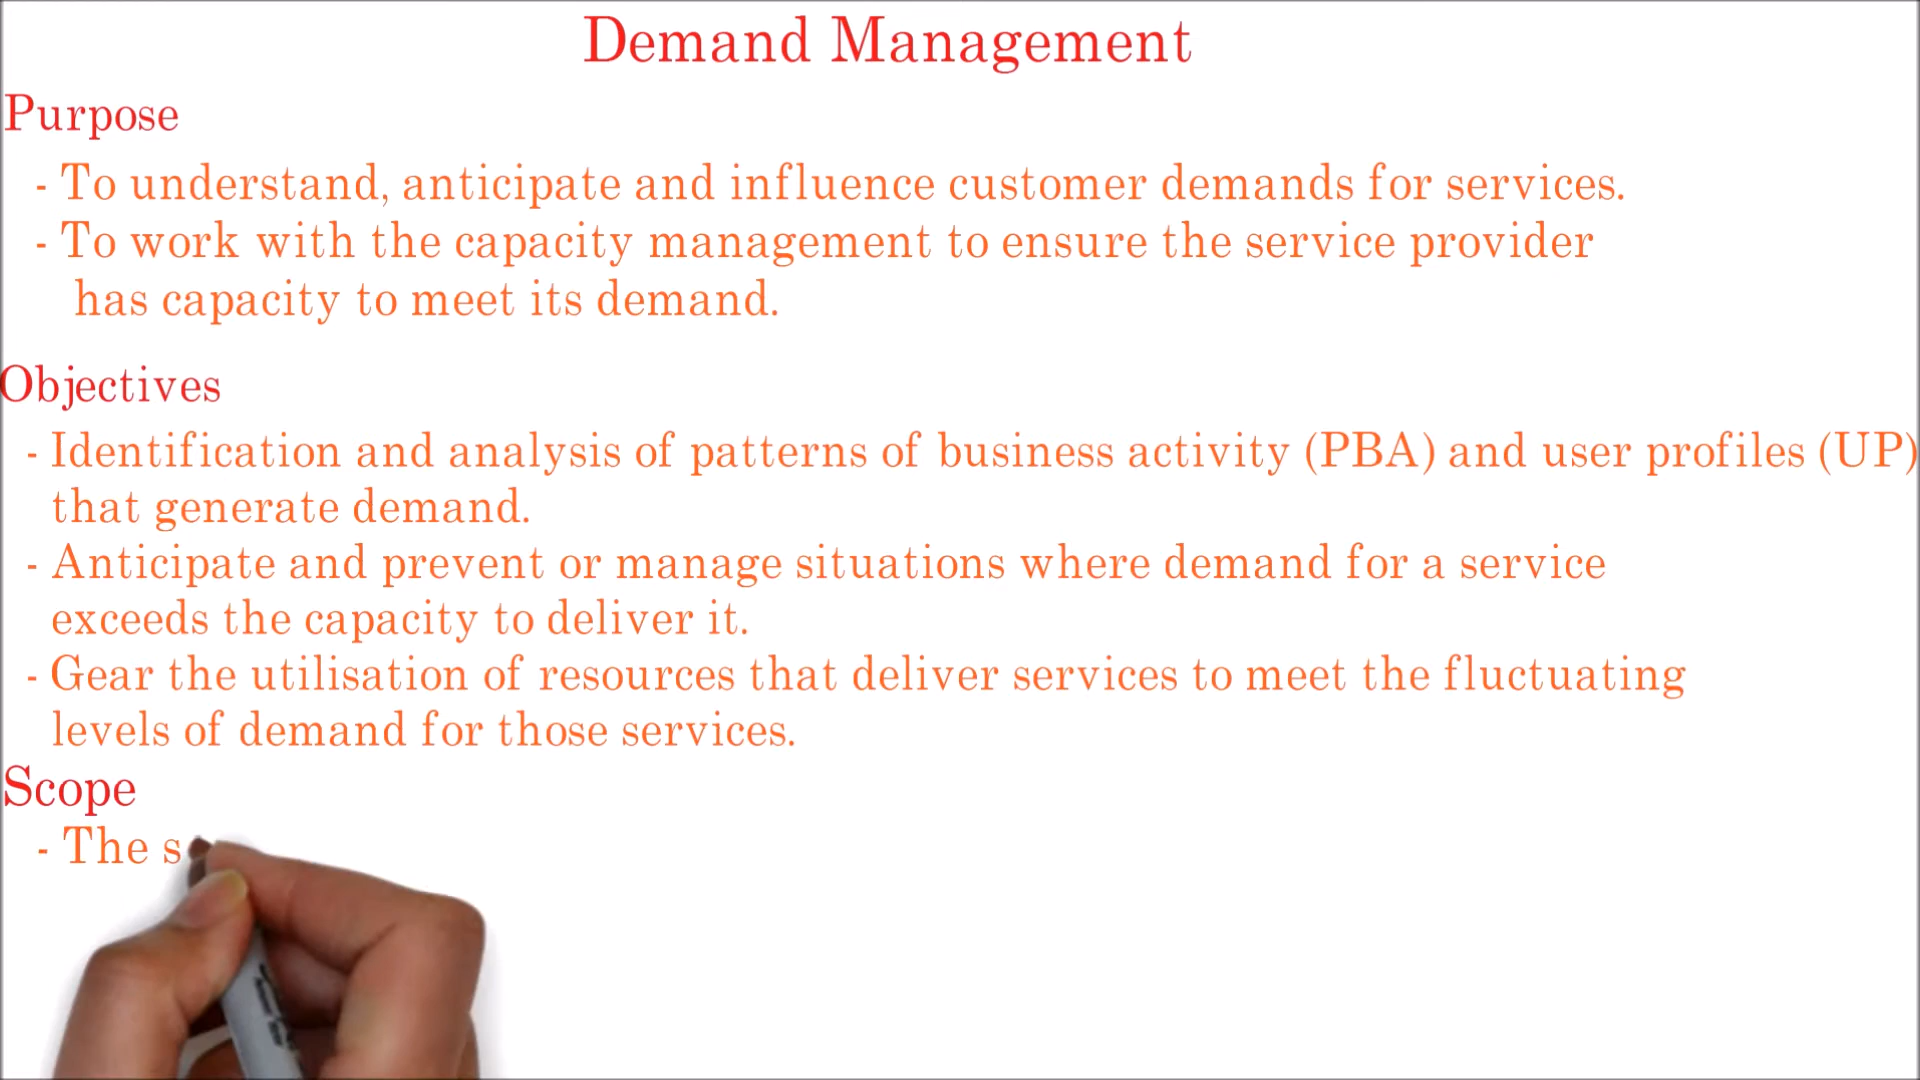 Demand Management
Purpose
- To understand, anticipate and influence customer demands for services.
- To work with the capacity management to ensure the service provider
has capacity to meet its demand.
Objectives
- Identification and analysis of patterns of business activity (PBA) and user profiles (UP)
that generate demand.
- Anticipate and prevent or manage situations where demand for a service
exceeds the capacity to deliver it.
- Gear the utilisation of resources that deliver services to meet the fluctuating
levels of demand for those services.
Scope
- The s